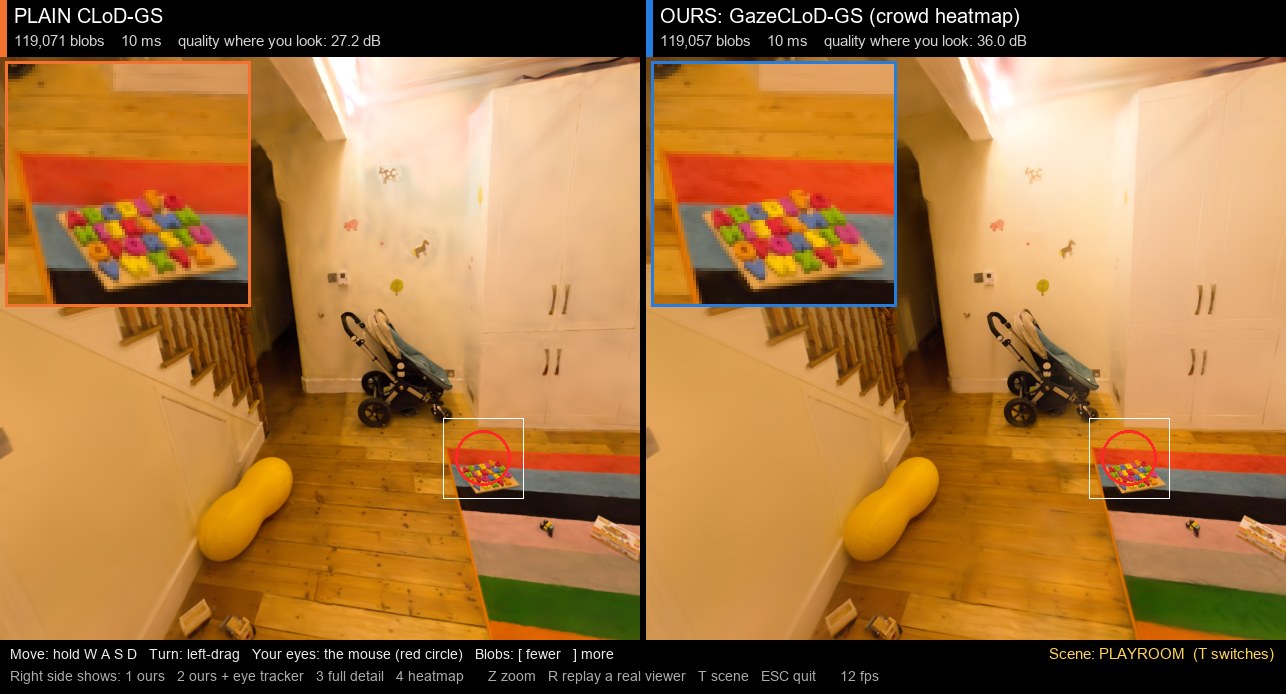 PLAIN CLoD-GS
119,071 blobs 10 ms quality where you look: 27.2 dB
OURS: GazeCLoD-GS (crowd heatmap)
119,057 blobs 10 ms quality where you look: 36.0 dB
Move: hold W A S D Turn: left-drag Your eyes: the mouse (red circle) Blobs: [ fewer ] more
Scene: PLAYROOM (T switches)
Right side shows: 1 ours 2 ours + eye tracker 3 full detail 4 heatmap Z zoom R replay a real viewer T scene ESC quit 12 fps